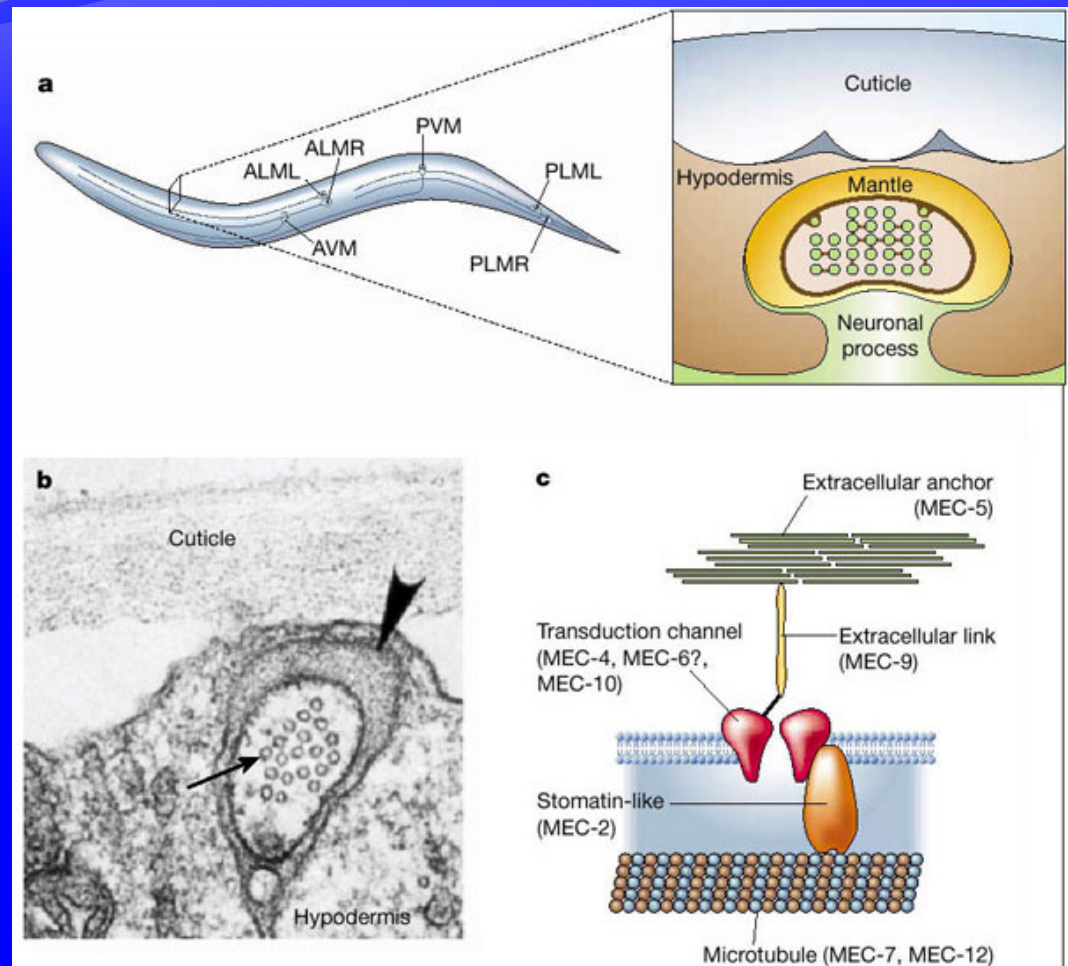 a
PVM
ALMR
ALML
PLML
AVM
PLMR
Cuticle
Hypodermis
Mantle
Neuronal
process
b
Cuticle
Hypodermis
c
Extracellular anchor
(MEC-5)
Transduction channel
(MEC-4, MEC-6?,
MEC-10)
Extracellular link
(MEC-9)
Stomatin-like
(MEC-2)
Microtubule (MEC-7, MEC-12)